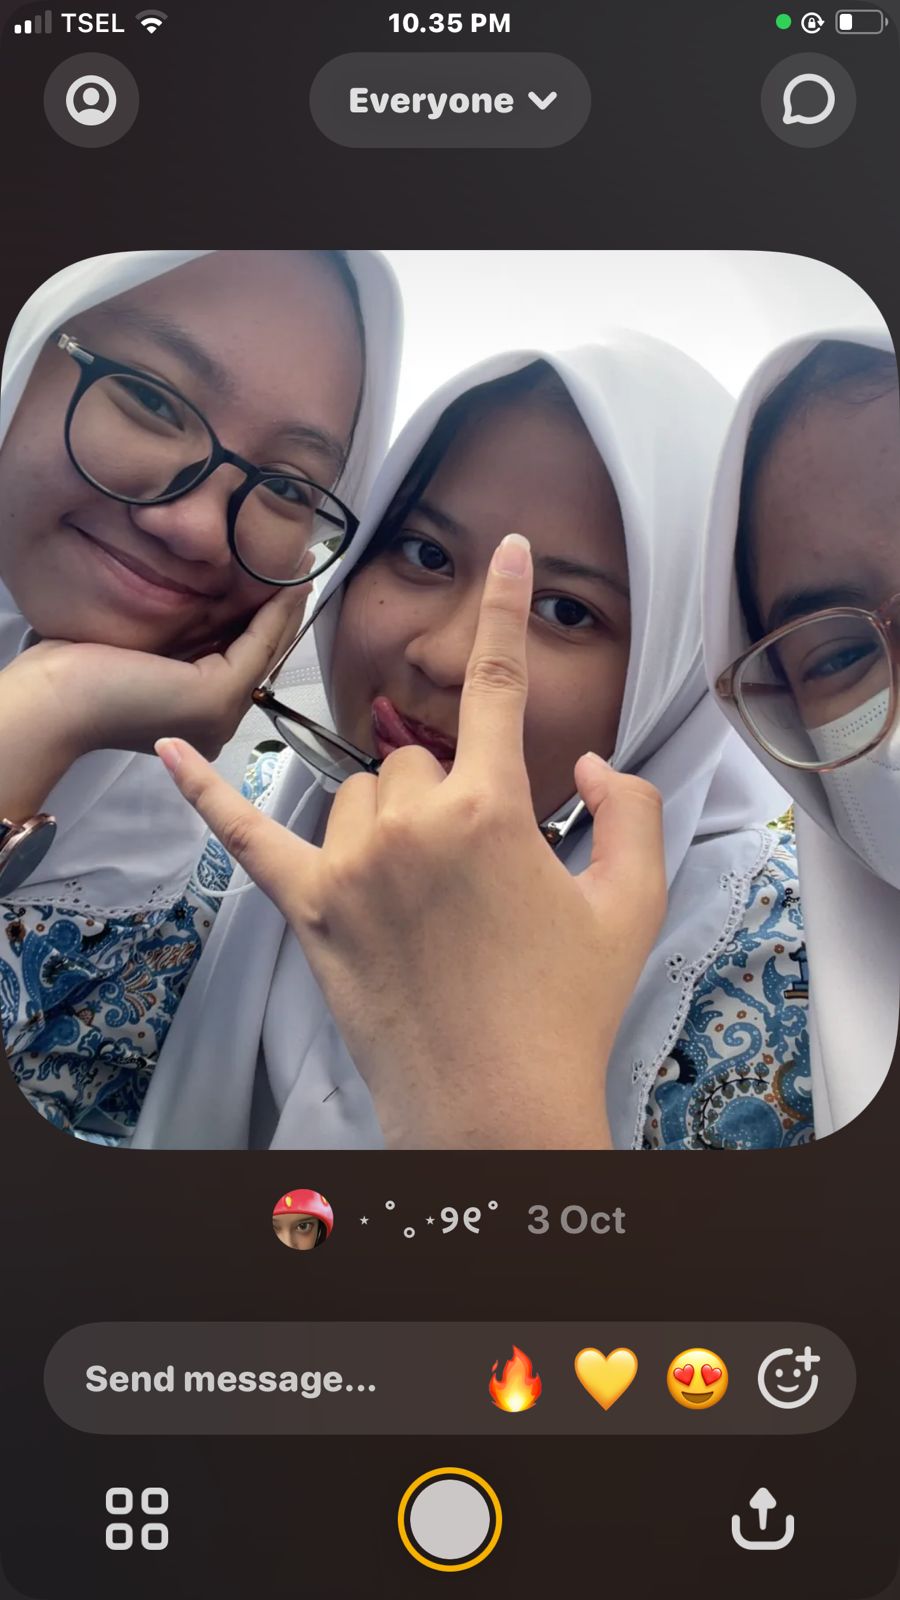 TSEL 10.35 PM
Everyone
⋆ ˚｡⋆୨୧˚ 3 Oct
Send message...